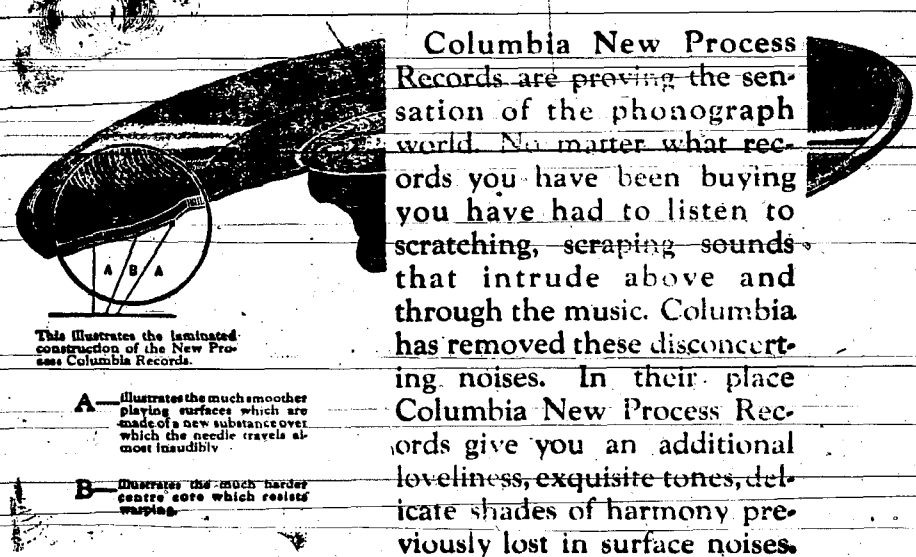 Columbia New Process
Records are proving the sen-
sation of the phonograph
world. No matter what rec-
ords you have been buying
you have had to listen to
scratching, scraping sounds
that intrude above and
through the music. Columbia
has removed these disconcert-
ing noises. In their place
Columbia New Process Rec-
ords give you an additional
loveliness, exquisite tones, del-
icate shades of harmony pre-
viously lost in surface noises.
A B A
This illustrates the laminated
construction of the New Pro-
cess Columbia Records.
A—illustrates the much smoother
playing surfaces which are
made of a new substance over
which the needle travels al-
most inaudibly
B—Illustrates the much harder
centre core which resists
warping.